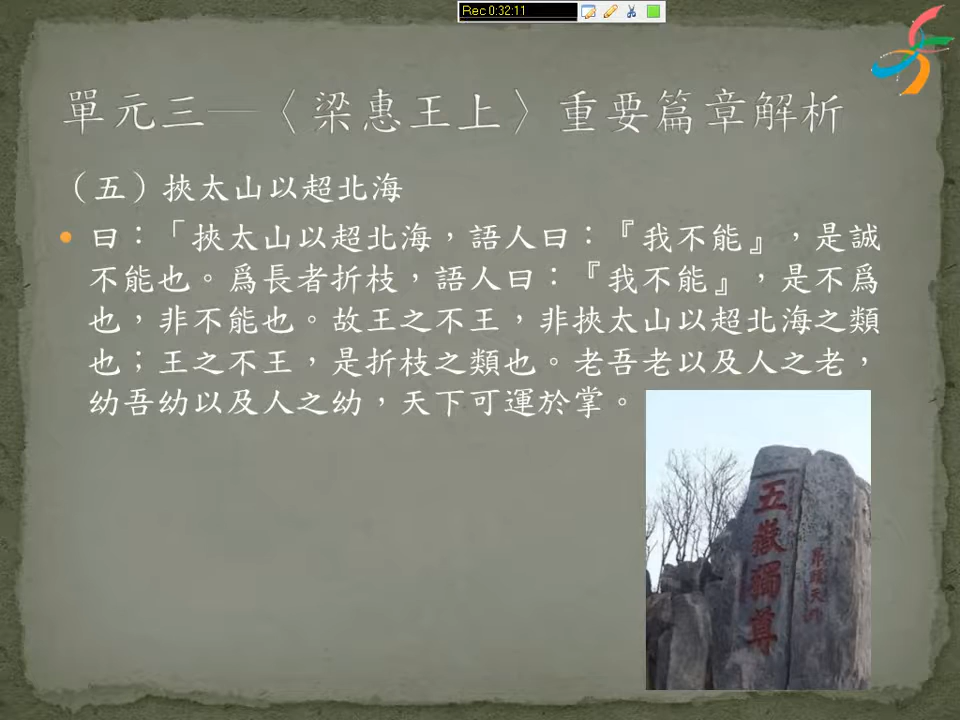 Rec 0:32:11
單元三—〈梁惠王上〉重要篇章解析
（五）挾太山以超北海
曰：「挾太山以超北海，語人曰：『我不能』，是誠
不能也。爲長者折枝，語人曰：『我不能』，是不爲
也，非不能也。故王之不王，非挾太山以超北海之類
也；王之不王，是折枝之類也。老吾老以及人之老，
幼吾幼以及人之幼，天下可運於掌。
五嶽獨尊
昂頭天外